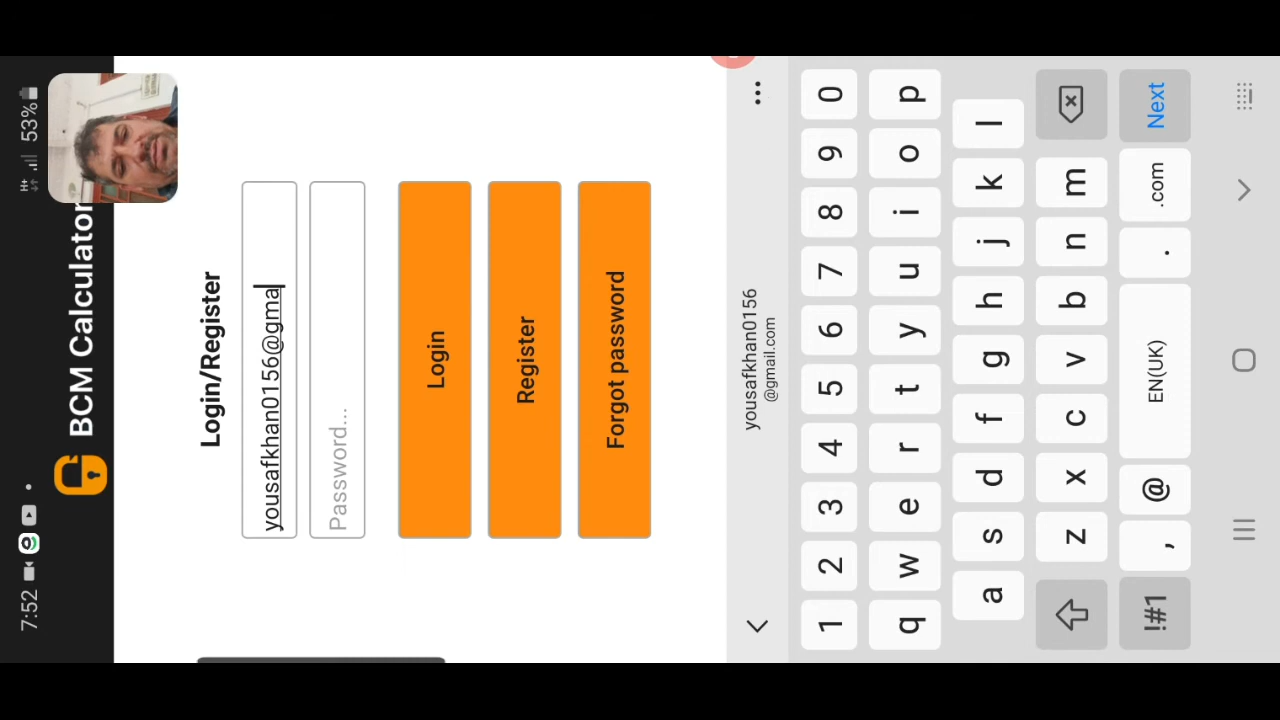 7:52
H+ 53%
BCM Calculator
Login/Register
yousafkhan0156@gma
Password...
Login
Register
Forgot password
yousafkhan0156
@gmail.com
1 2 3 4 5 6 7 8 9 0
q w e r t y u i o p
a s d f g h j k l
z x c v b n m
!#1 , @ EN(UK) . .com Next